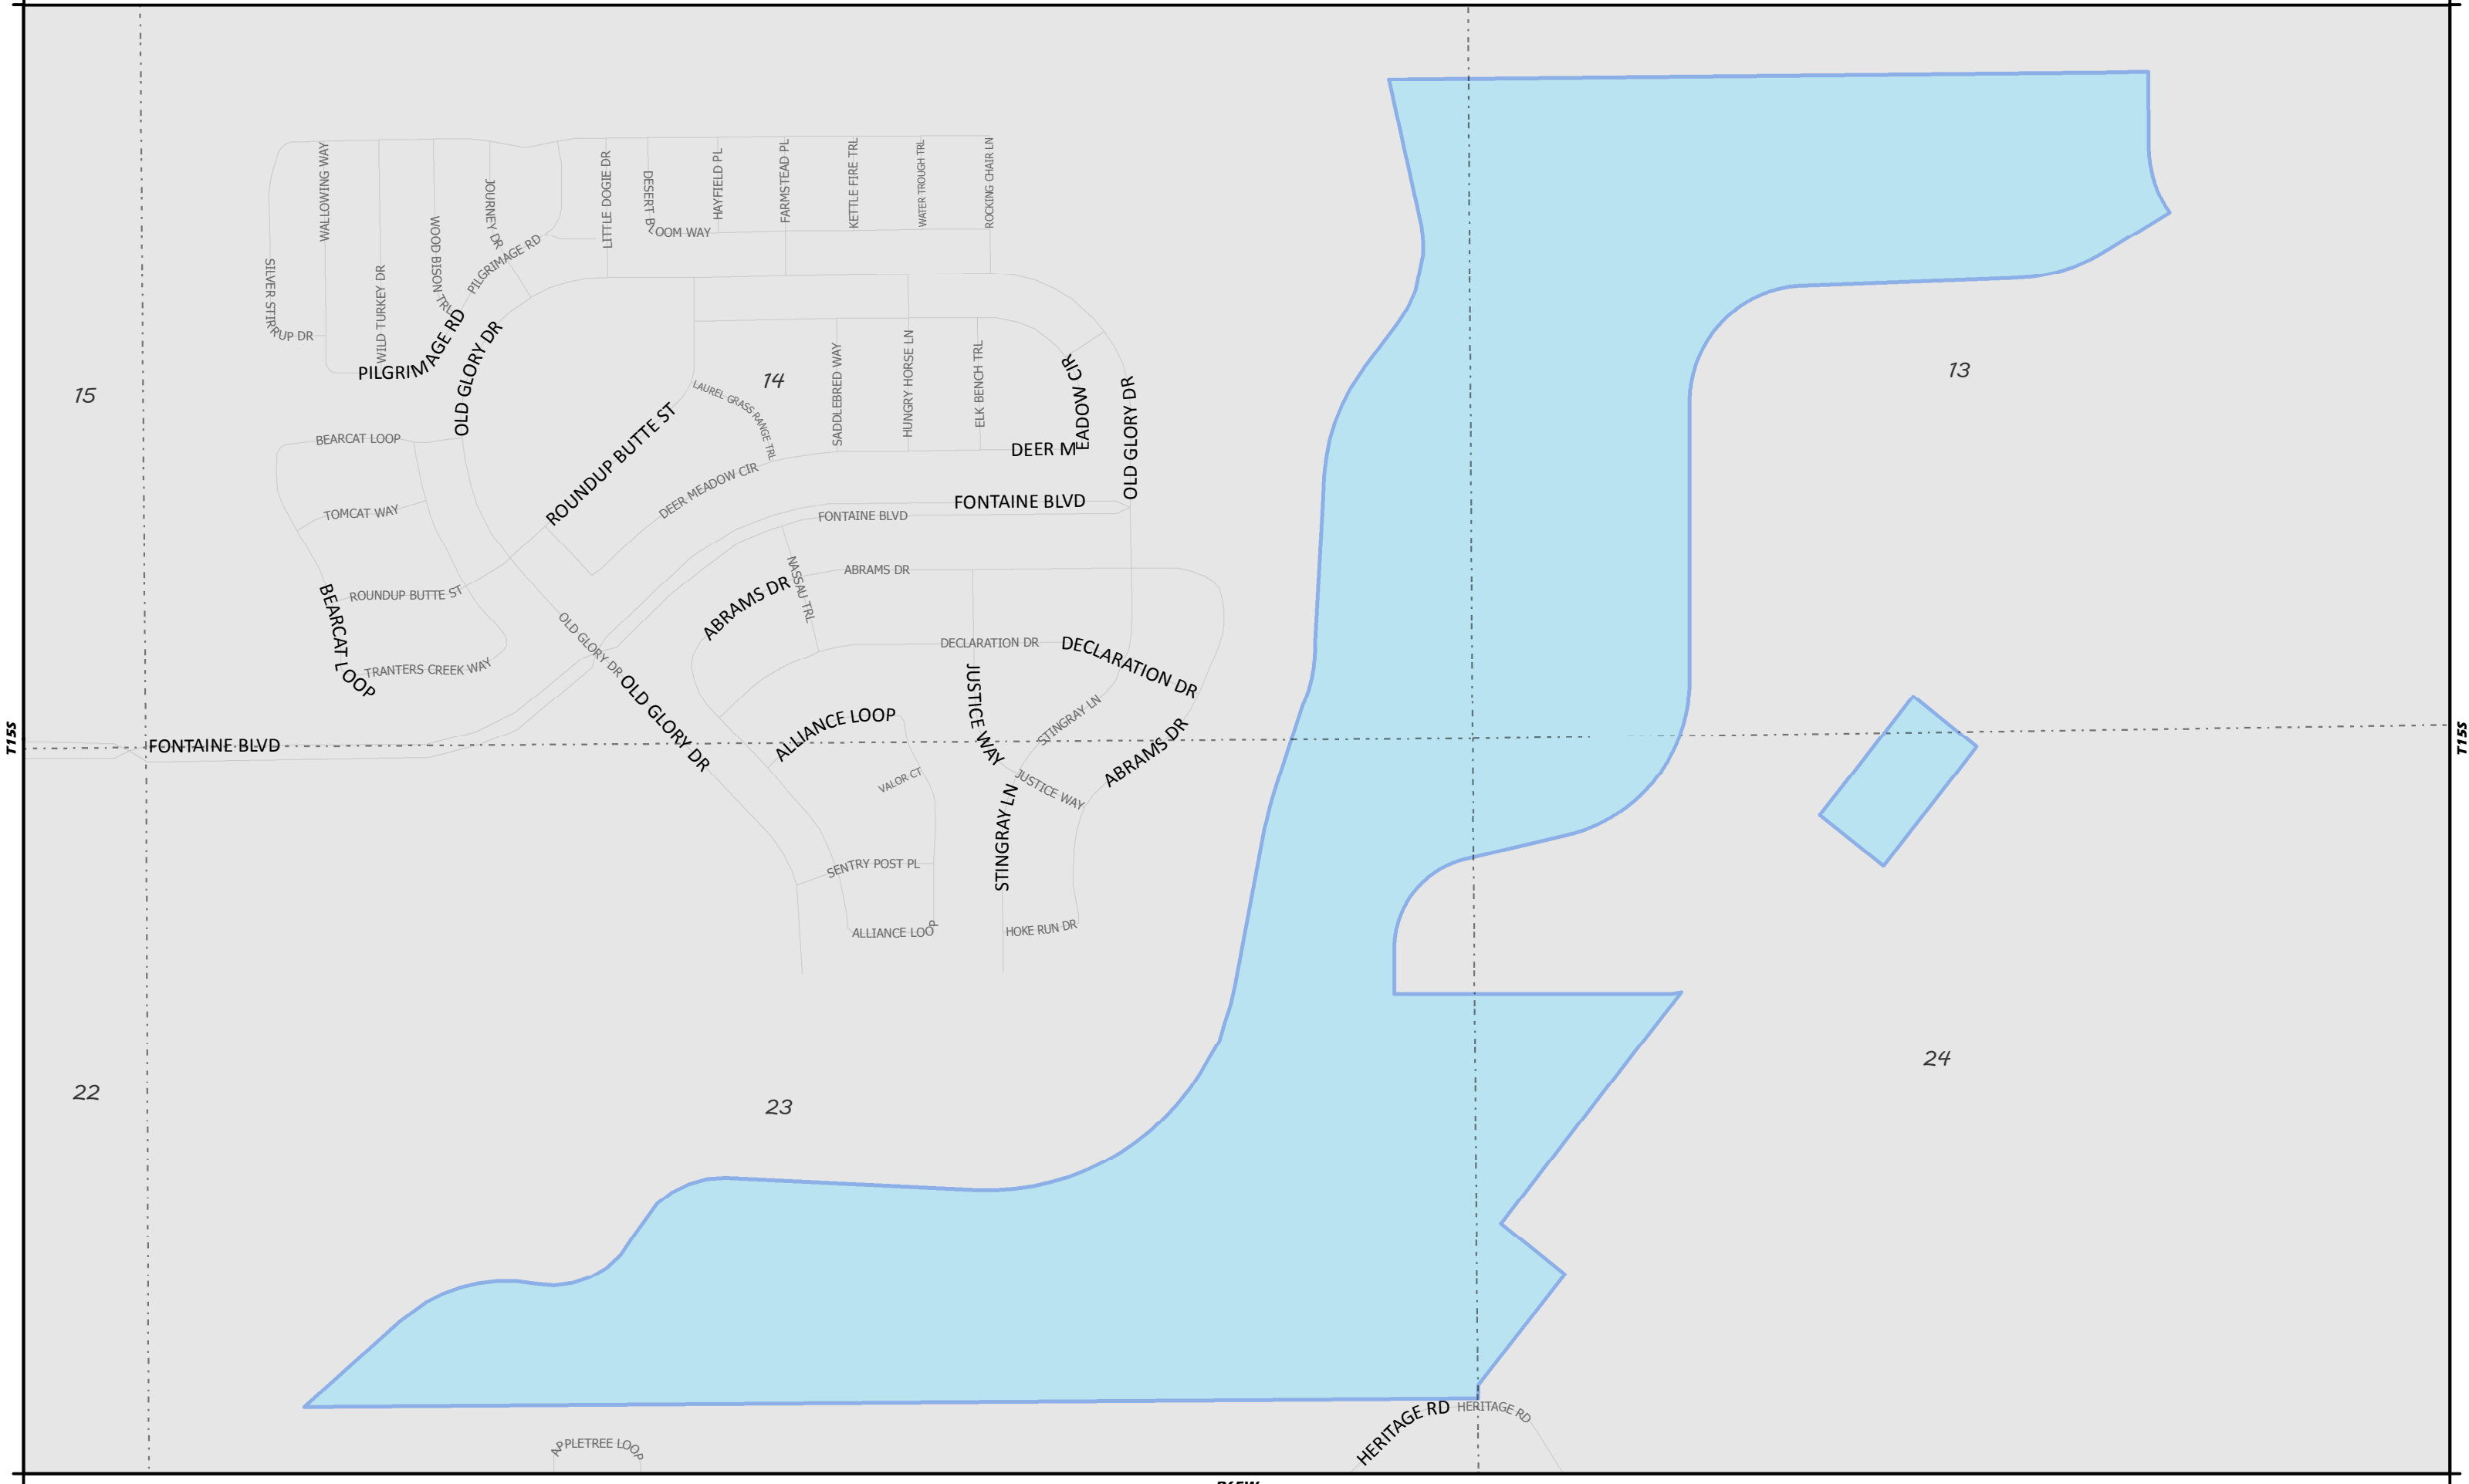 WALLOWING WAY
JOURNEY DR
LITTLE DOGIE DR
DESERT BLOOM WAY
HAYFIELD PL
FARMSTEAD PL
KETTLE FIRE TRL
WATER TROUGH TRL
ROCKING CHAIR LN
SILVER STIRRUP DR
WILD TURKEY DR
WOOD BISON TRL
PILGRIMAGE RD
PILGRIMAGE RD
OLD GLORY DR
15
14
13
LAUREL GRASS RANGE TRL
SADDLEBRED WAY
HUNGRY HORSE LN
ELK BENCH TRL
DEER MEADOW CIR
OLD GLORY DR
BEARCAT LOOP
ROUNDUP BUTTE ST
DEER MEADOW CIR
TOMCAT WAY
FONTAINE BLVD
FONTAINE BLVD
ABRAMS DR
NASSAU TRL
ABRAMS DR
ROUNDUP BUTTE ST
BEARCAT LOOP
OLD GLORY DR
DECLARATION DR
DECLARATION DR
TRANTERS CREEK WAY
OLD GLORY DR
JUSTICE WAY
STINGRAY LN
ALLIANCE LOOP
ABRAMS DR
T15S
FONTAINE BLVD
T15S
VALOR CT
JUSTICE WAY
STINGRAY LN
SENTRY POST PL
ALLIANCE LOOP
HOKE RUN DR
22
23
24
HERITAGE RD
HERITAGE RD
APPLETREE LOOP